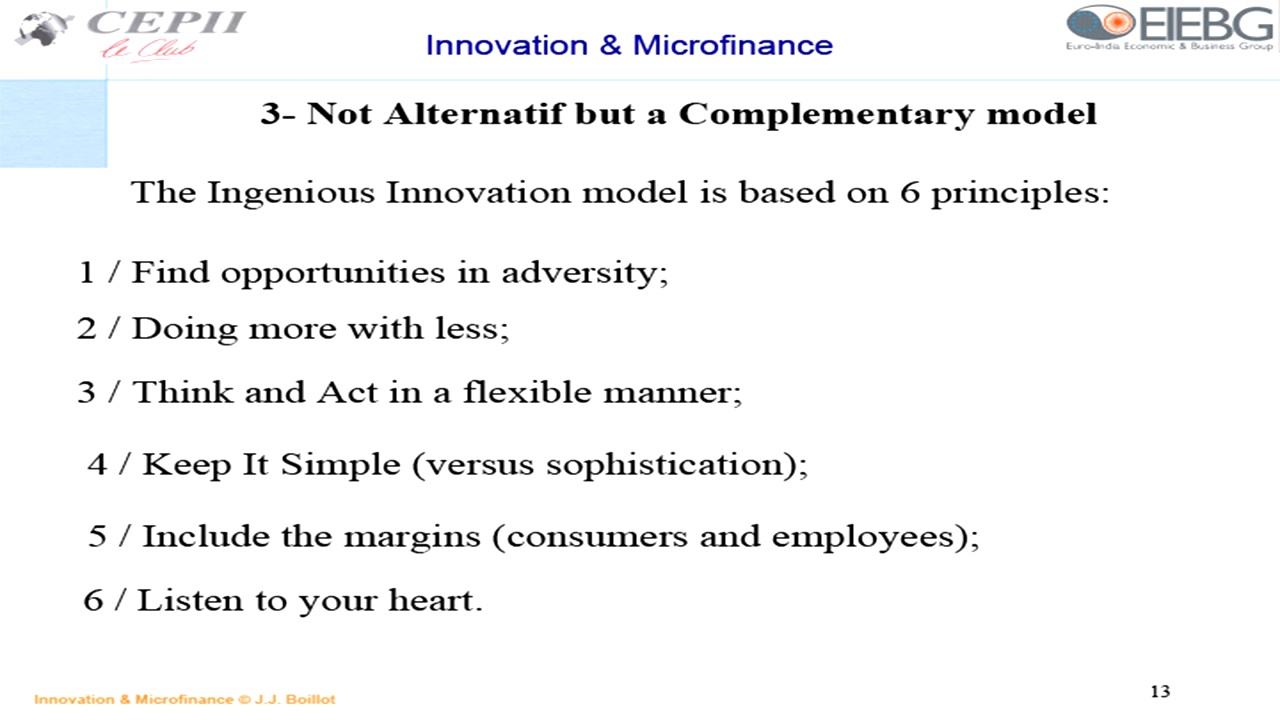 CEPII
le Club
Innovation & Microfinance
EIEBG
Euro-India Economic & Business Group
3- Not Alternatif but a Complementary model
The Ingenious Innovation model is based on 6 principles:
1 / Find opportunities in adversity;
2 / Doing more with less;
3 / Think and Act in a flexible manner;
4 / Keep It Simple (versus sophistication);
5 / Include the margins (consumers and employees);
6 / Listen to your heart.
Innovation & Microfinance © J.J. Boillot
13